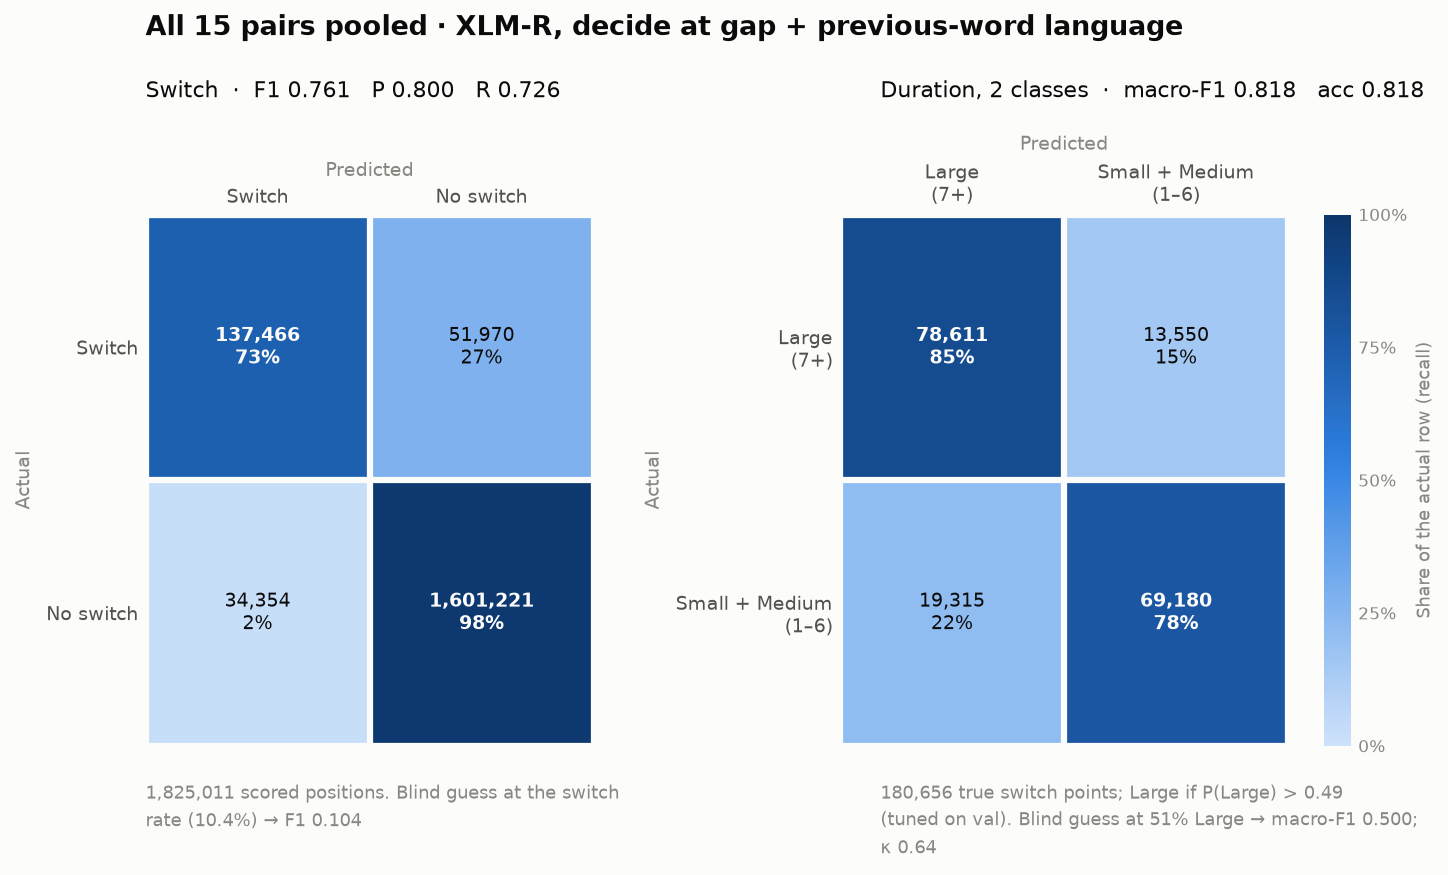 All 15 pairs pooled · XLM-R, decide at gap + previous-word language
Switch · F1 0.761 P 0.800 R 0.726
Predicted
Switch No switch
Actual
Switch
137,466
73%
51,970
27%
No switch
34,354
2%
1,601,221
98%
1,825,011 scored positions. Blind guess at the switch
rate (10.4%) → F1 0.104
Duration, 2 classes · macro-F1 0.818 acc 0.818
Predicted
Large
(7+)
Small + Medium
(1–6)
Actual
Large
(7+)
78,611
85%
13,550
15%
Small + Medium
(1–6)
19,315
22%
69,180
78%
100%
75%
50%
25%
0%
Share of the actual row (recall)
180,656 true switch points; Large if P(Large) > 0.49
(tuned on val). Blind guess at 51% Large → macro-F1 0.500;
κ 0.64